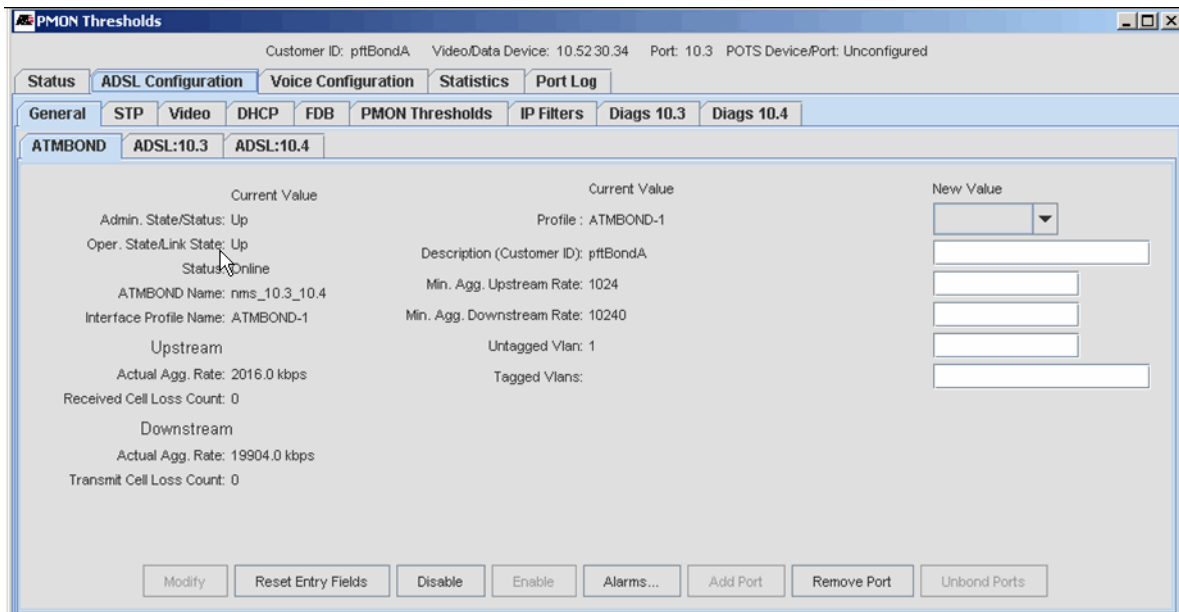 PMON Thresholds
Customer ID: pftBondA Video/Data Device: 10.52 30.34 Port: 10.3 POTS Device/Port: Unconfigured
Status ADSL Configuration Voice Configuration Statistics Port Log
General STP Video DHCP FDB PMON Thresholds IP Filters Diags 10.3 Diags 10.4
ATMBOND ADSL:10.3 ADSL:10.4
Current Value
Admin. State/Status: Up
Oper. State/Link State: Up
Status: Online
ATMBOND Name: nms_10.3_10.4
Interface Profile Name: ATMBOND-1
Upstream
Actual Agg. Rate: 2016.0 kbps
Received Cell Loss Count: 0
Downstream
Actual Agg. Rate: 19904.0 kbps
Transmit Cell Loss Count: 0
Current Value New Value
Profile : ATMBOND-1
Description (Customer ID): pftBondA
Min. Agg. Upstream Rate: 1024
Min. Agg. Downstream Rate: 10240
Untagged Vlan: 1
Tagged Vlans:
Modify Reset Entry Fields Disable Enable Alarms... Add Port Remove Port Unbond Ports